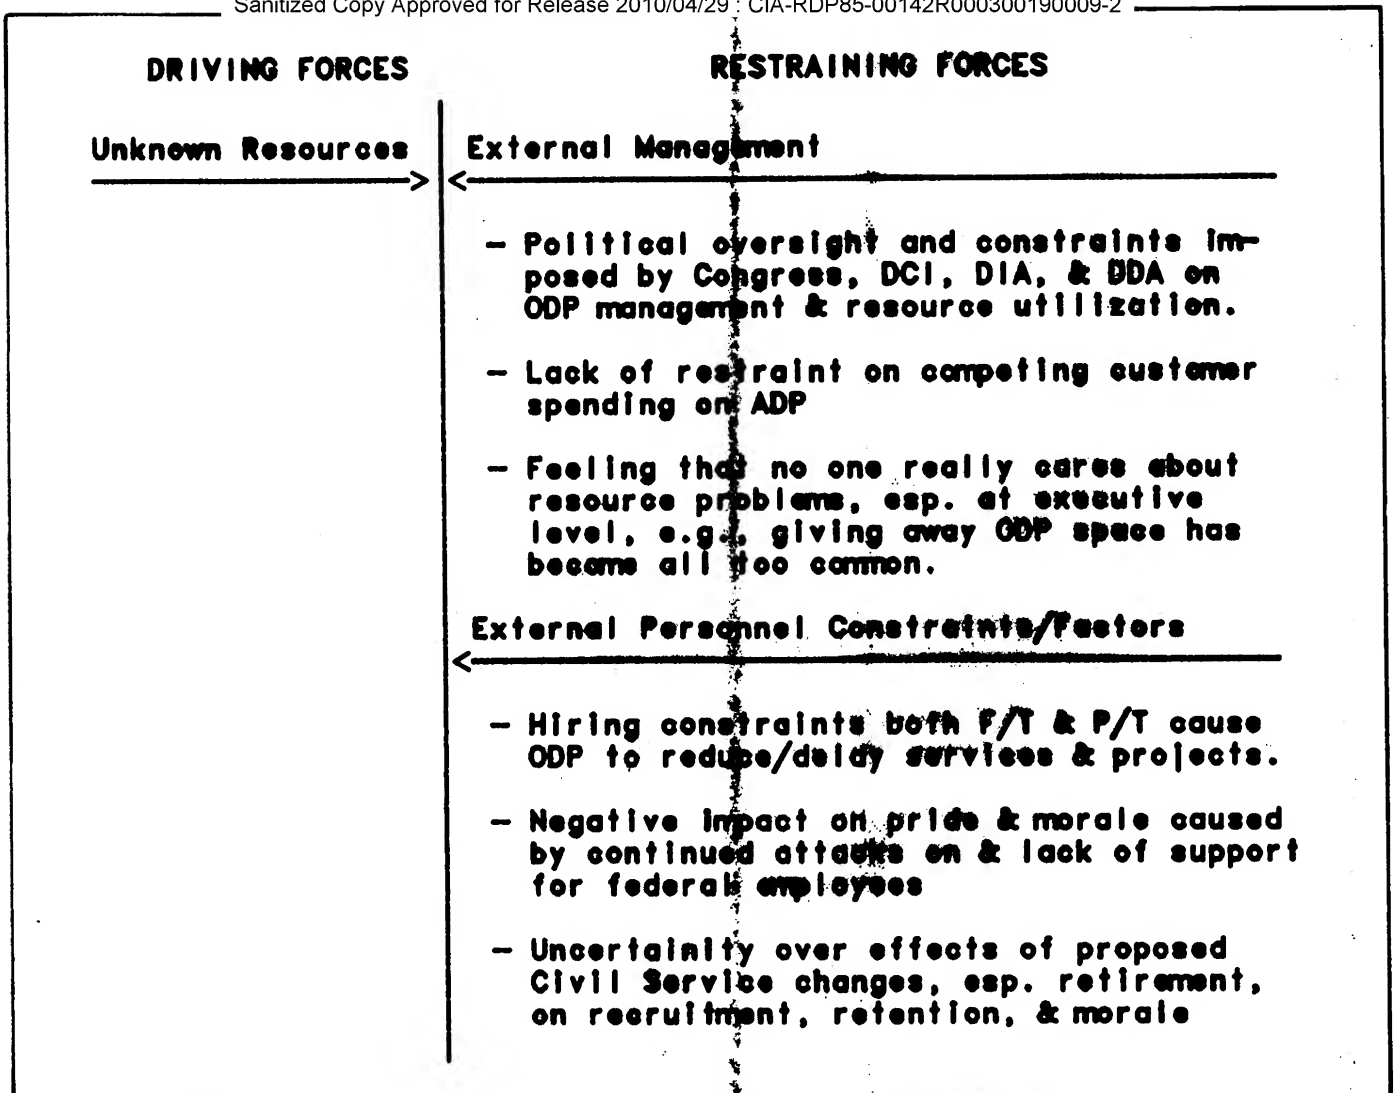 Sanitized Copy Approved for Release 2010/04/29 : CIA-RDP85-00142R000300190009-2
DRIVING FORCES
RESTRAINING FORCES
Unknown Resources
External Management
- Political oversight and constraints im-
posed by Congress, DCI, DIA, & DDA on
ODP management & resource utilization.
- Lack of restraint on competing customer
spending on ADP
- Feeling that no one really cares about
resource problems, esp. at executive
level, e.g., giving away ODP space has
become all too common.
External Personnel Constraints/Factors
- Hiring constraints both F/T & P/T cause
ODP to reduce/delay services & projects.
- Negative impact on pride & morale caused
by continued attacks on & lack of support
for federal employees
- Uncertainity over effects of proposed
Civil Service changes, esp. retirement,
on recruitment, retention, & morale